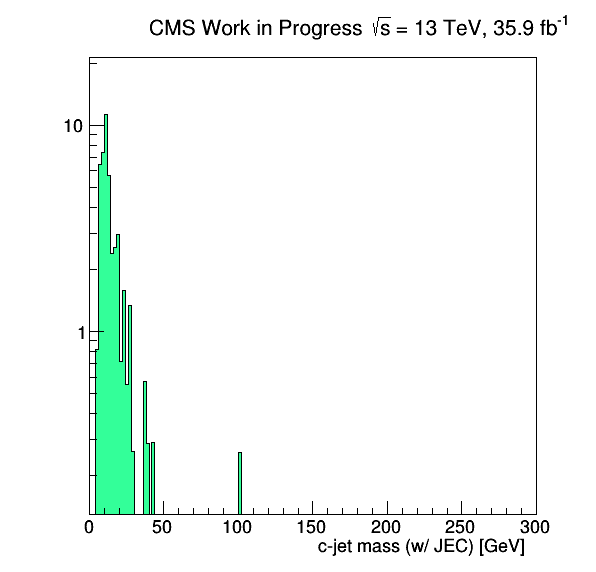 CMS Work in Progress √s = 13 TeV, 35.9 fb⁻¹
10
1
0 50 100 150 200 250 300
c-jet mass (w/ JEC) [GeV]